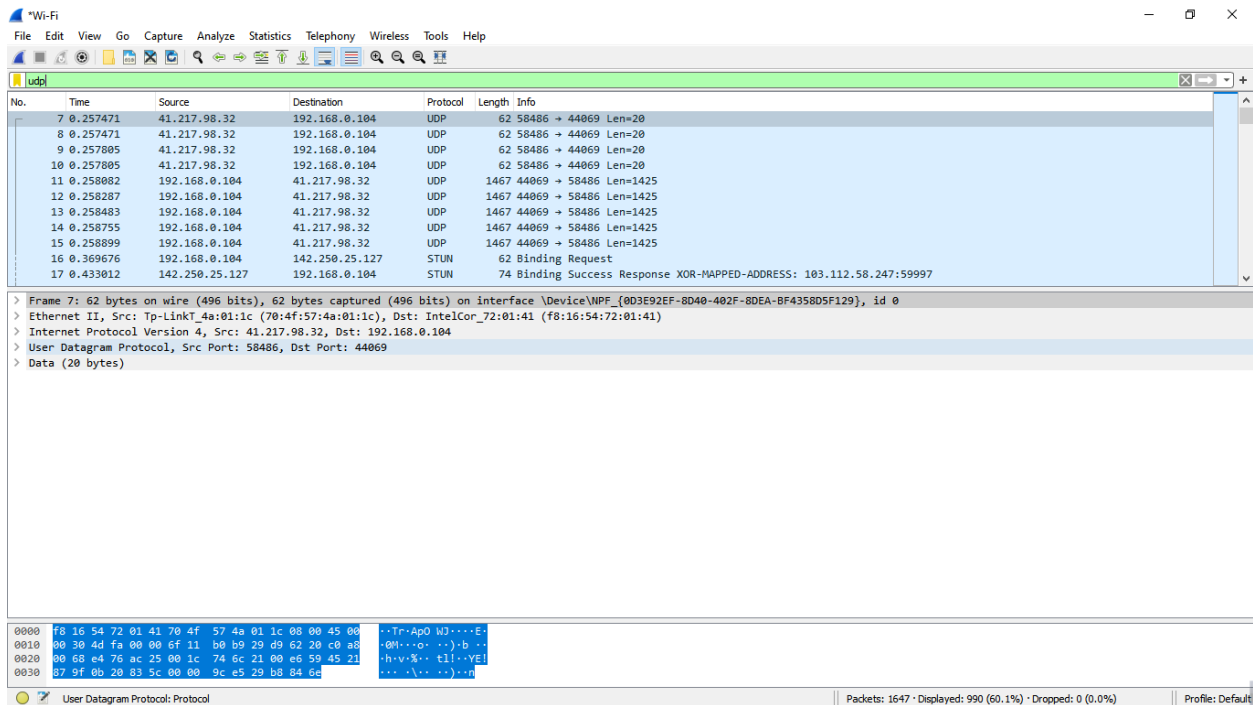 *Wi-Fi
File Edit View Go Capture Analyze Statistics Telephony Wireless Tools Help
udp
No. Time Source Destination Protocol Length Info
7 0.257471 41.217.98.32 192.168.0.104 UDP 62 58486 → 44069 Len=20
8 0.257471 41.217.98.32 192.168.0.104 UDP 62 58486 → 44069 Len=20
9 0.257805 41.217.98.32 192.168.0.104 UDP 62 58486 → 44069 Len=20
10 0.257805 41.217.98.32 192.168.0.104 UDP 62 58486 → 44069 Len=20
11 0.258082 192.168.0.104 41.217.98.32 UDP 1467 44069 → 58486 Len=1425
12 0.258287 192.168.0.104 41.217.98.32 UDP 1467 44069 → 58486 Len=1425
13 0.258483 192.168.0.104 41.217.98.32 UDP 1467 44069 → 58486 Len=1425
14 0.258755 192.168.0.104 41.217.98.32 UDP 1467 44069 → 58486 Len=1425
15 0.258899 192.168.0.104 41.217.98.32 UDP 1467 44069 → 58486 Len=1425
16 0.369676 192.168.0.104 142.250.25.127 STUN 62 Binding Request
17 0.433012 142.250.25.127 192.168.0.104 STUN 74 Binding Success Response XOR-MAPPED-ADDRESS: 103.112.58.247:59997
> Frame 7: 62 bytes on wire (496 bits), 62 bytes captured (496 bits) on interface \Device\NPF_{0D3E92EF-8D40-402F-8DEA-BF4358D5F129}, id 0
> Ethernet II, Src: Tp-LinkT_4a:01:1c (70:4f:57:4a:01:1c), Dst: IntelCor_72:01:41 (f8:16:54:72:01:41)
> Internet Protocol Version 4, Src: 41.217.98.32, Dst: 192.168.0.104
> User Datagram Protocol, Src Port: 58486, Dst Port: 44069
> Data (20 bytes)
0000 f8 16 54 72 01 41 70 4f 57 4a 01 1c 08 00 45 00 ··Tr·ApO WJ····E·
0010 00 30 4d fa 00 00 6f 11 b0 b9 29 d9 62 20 c0 a8 ·0M···o· ··)·b ··
0020 00 68 e4 76 ac 25 00 1c 74 6c 21 00 e6 59 45 21 ·h·v·%·· tl!··YE!
0030 87 9f 0b 20 83 5c 00 00 9c e5 29 b8 84 6e ··· ·\·· ··)··n
User Datagram Protocol: Protocol
Packets: 1647 · Displayed: 990 (60.1%) · Dropped: 0 (0.0%)
Profile: Default